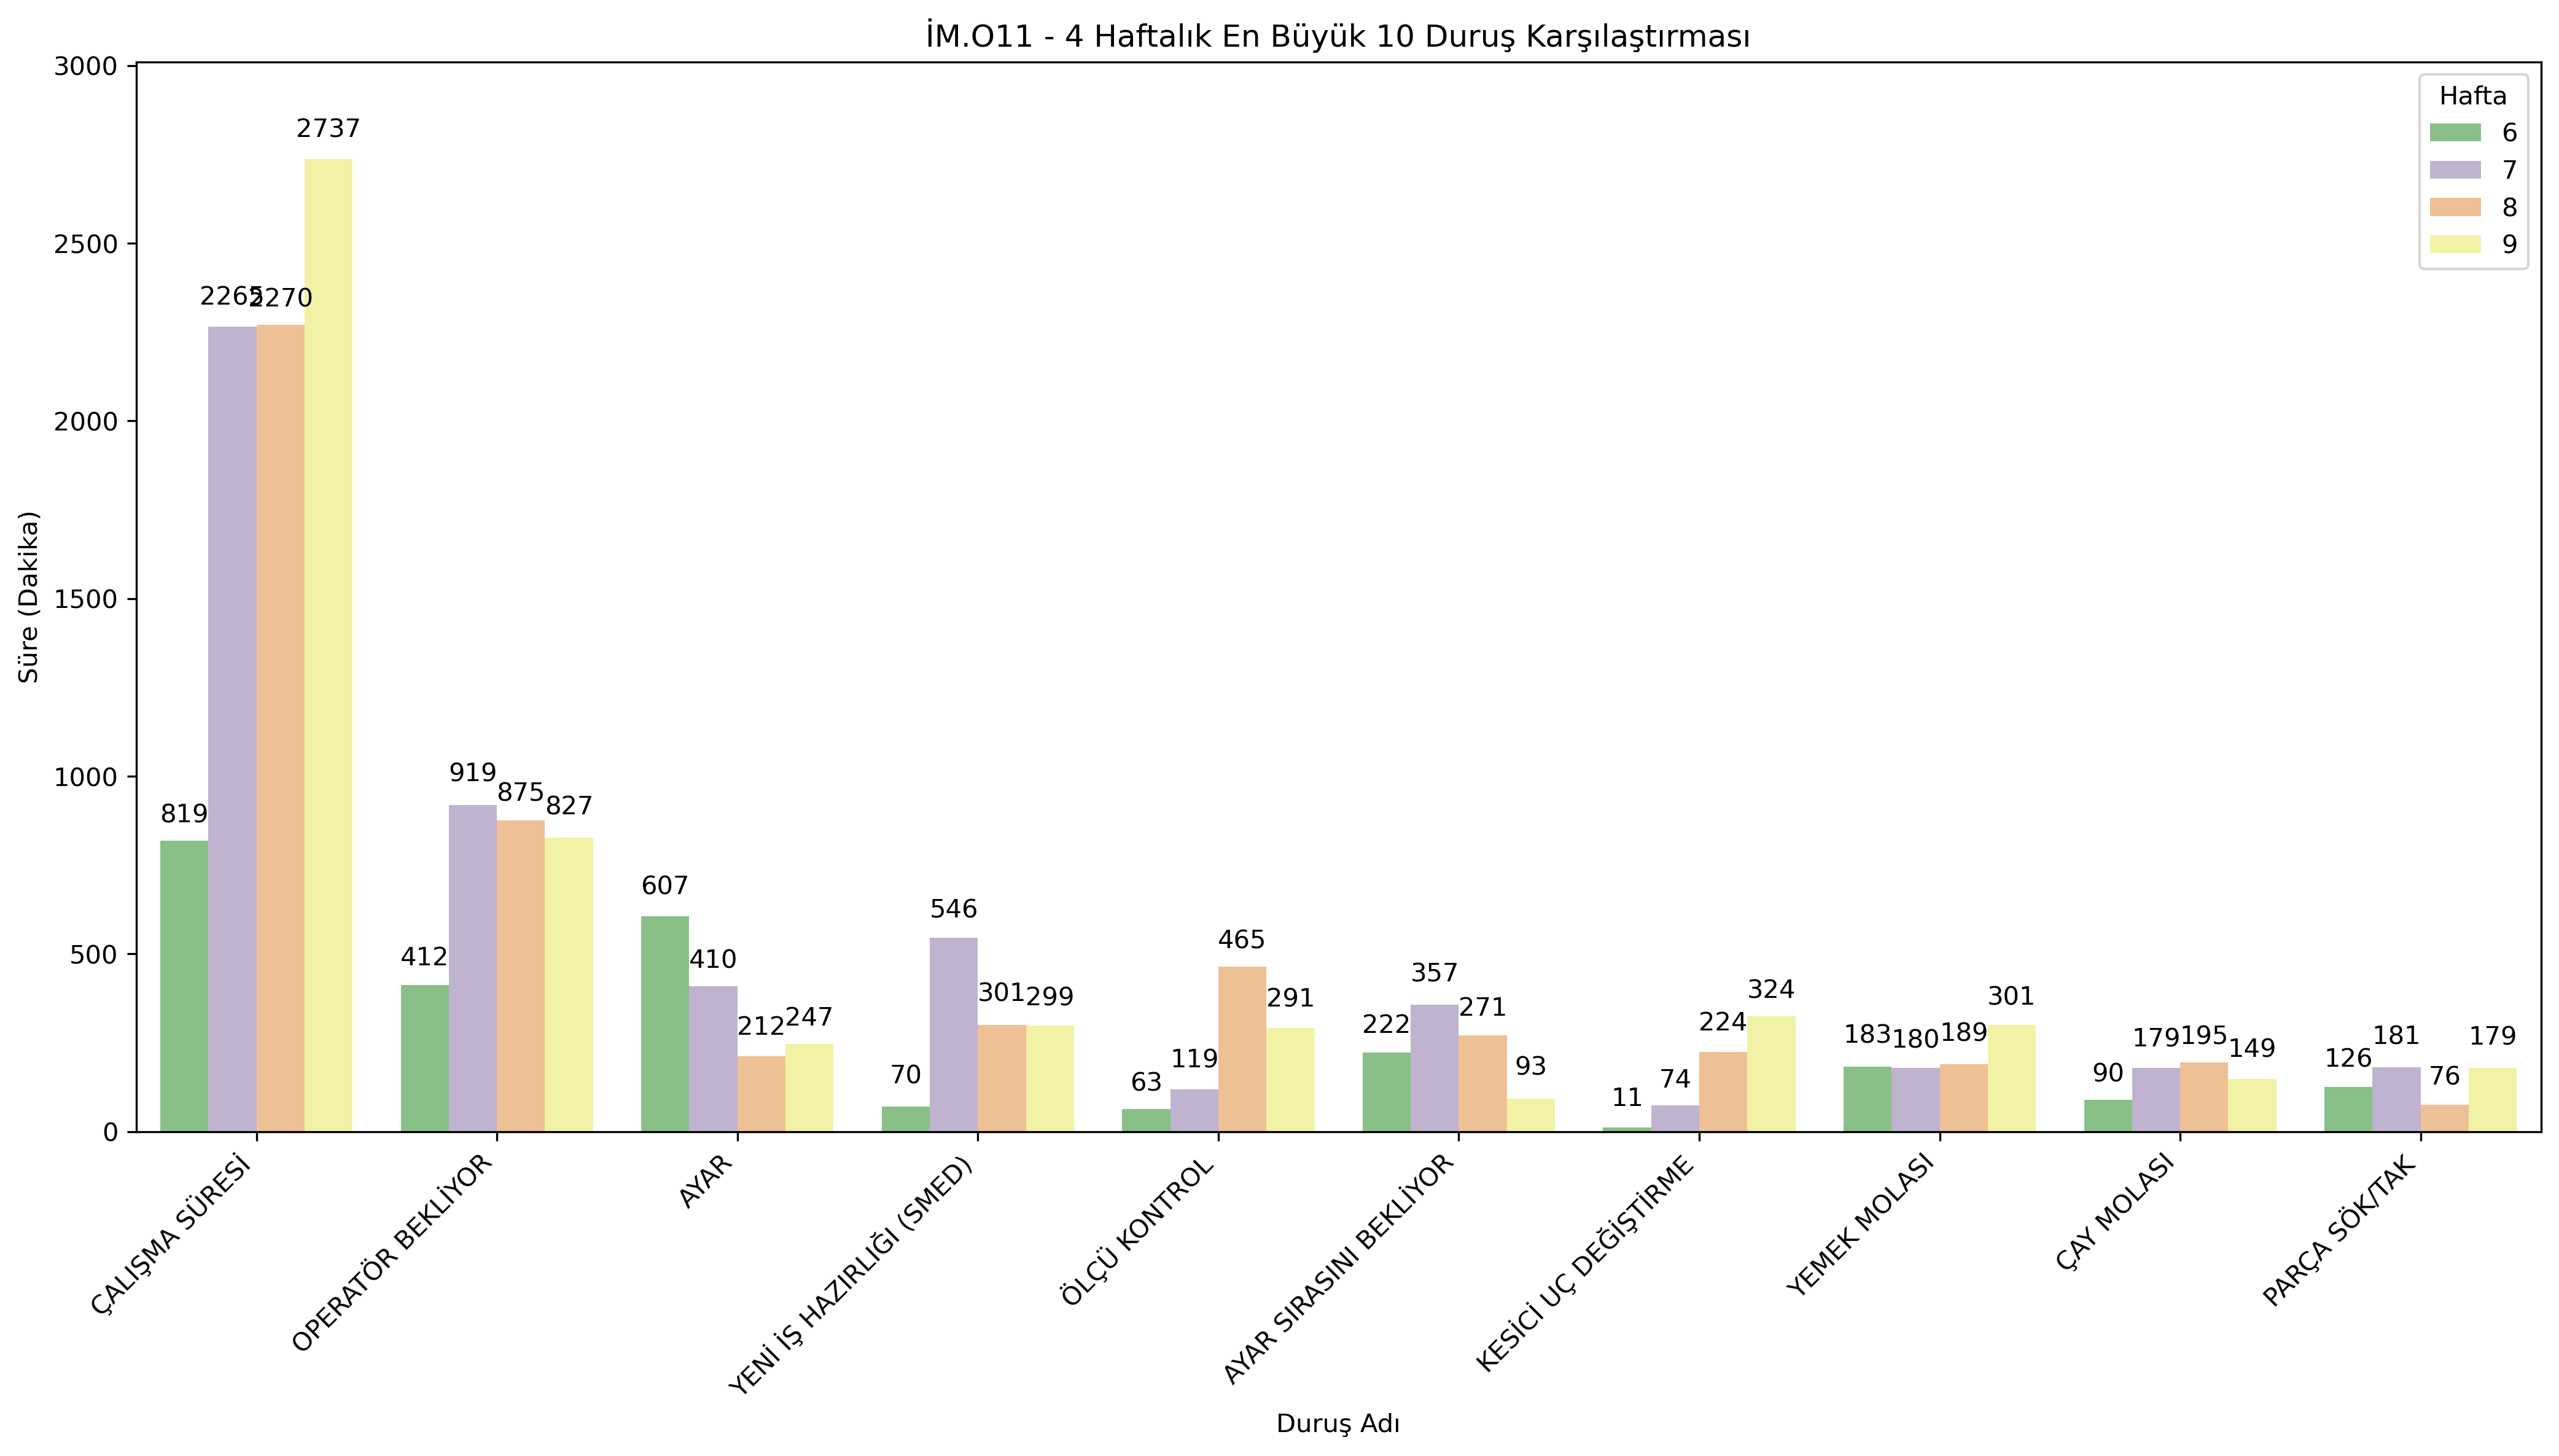 İM.O11 - 4 Haftalık En Büyük 10 Duruş Karşılaştırması
Süre (Dakika)
3000
2500
2000
1500
1000
500
0
Hafta
6
7
8
9
819 2265 2270 2737
412 919 875 827
607 410 212 247
70 546 301 299
63 119 465 291
222 357 271 93
11 74 224 324
183 180 189 301
90 179 195 149
126 181 76 179
ÇALIŞMA SÜRESİ
OPERATÖR BEKLİYOR
AYAR
YENİ İŞ HAZIRLIĞI (SMED)
ÖLÇÜ KONTROL
AYAR SIRASINI BEKLİYOR
KESİCİ UÇ DEĞİŞTİRME
YEMEK MOLASI
ÇAY MOLASI
PARÇA SÖK/TAK
Duruş Adı